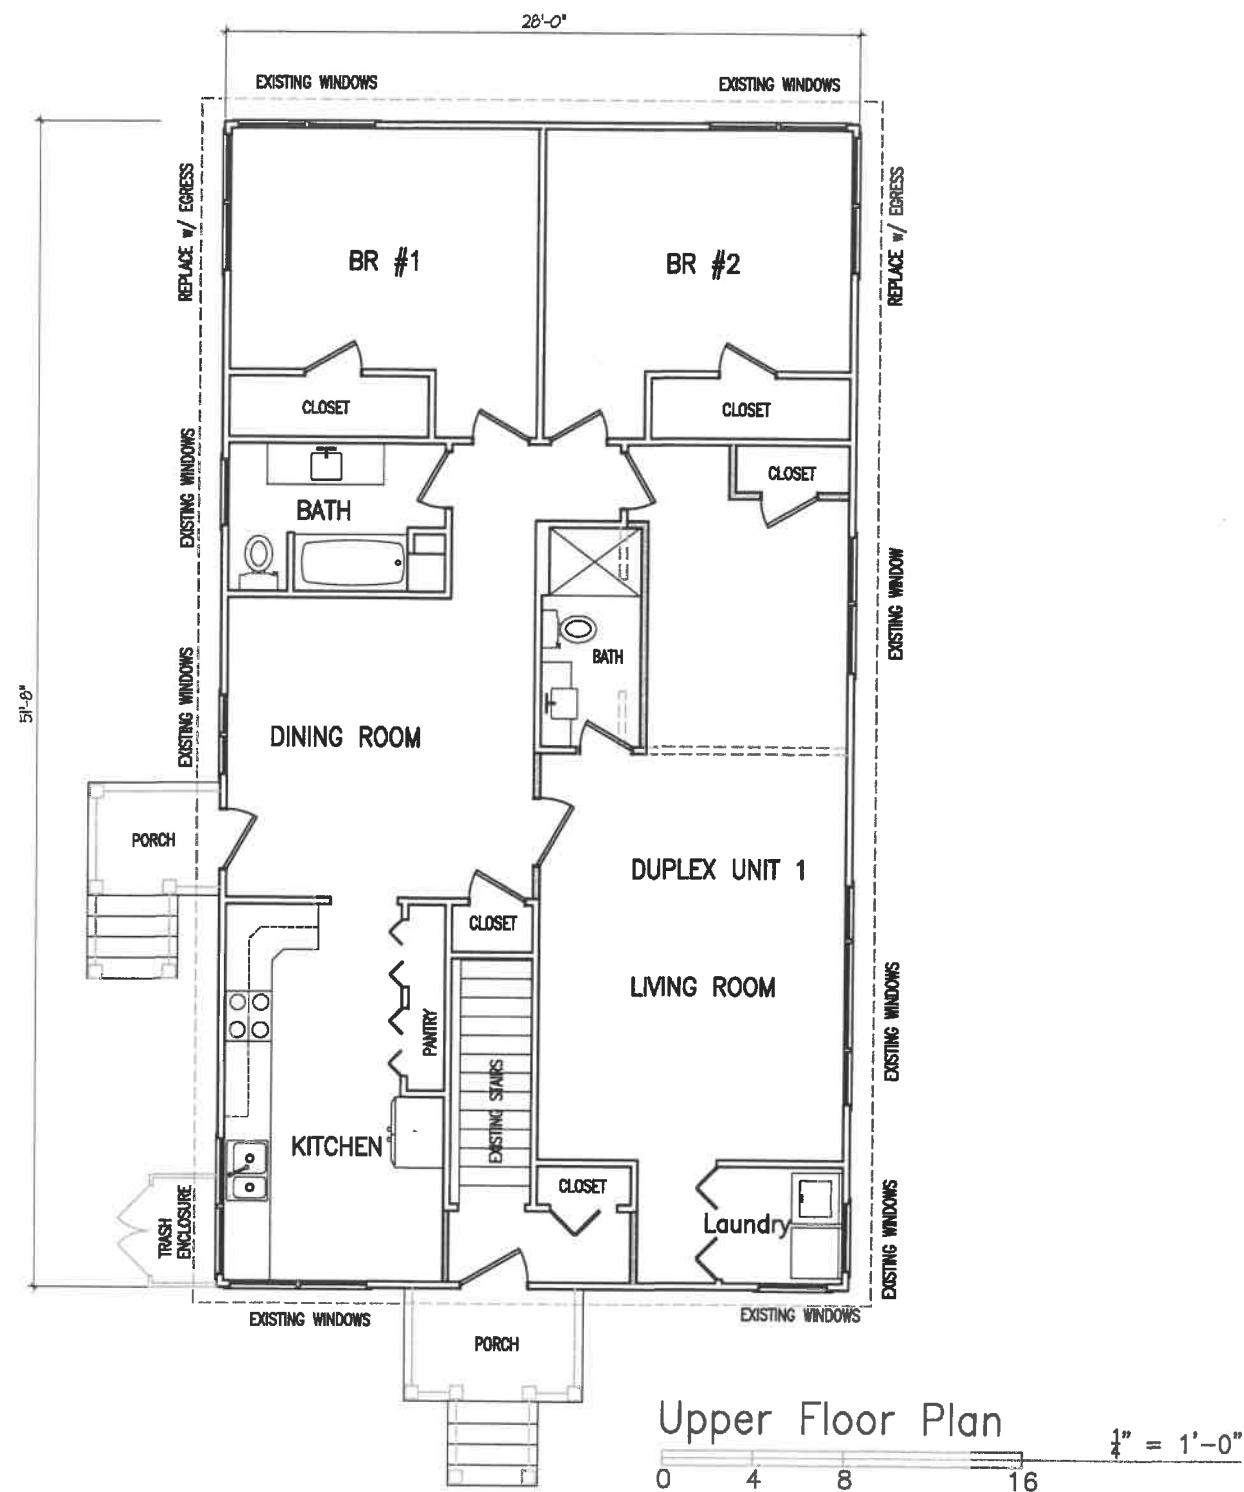 28'-0"
EXISTING WINDOWS
EXISTING WINDOWS
REPLACE w/ EGRESS
REPLACE w/ EGRESS
BR #1
BR #2
CLOSET
CLOSET
EXISTING WINDOWS
CLOSET
BATH
EXISTING WINDOW
BATH
EXISTING WINDOWS
51'-8"
DINING ROOM
PORCH
DUPLEX UNIT 1
CLOSET
LIVING ROOM
EXISTING WINDOWS
PANTRY
EXISTING STAIRS
KITCHEN
CLOSET
TRASH
ENCLOSURE
Laundry
EXISTING WINDOWS
EXISTING WINDOWS
EXISTING WINDOWS
PORCH
Upper Floor Plan
1/4" = 1'-0"
0 4 8 16